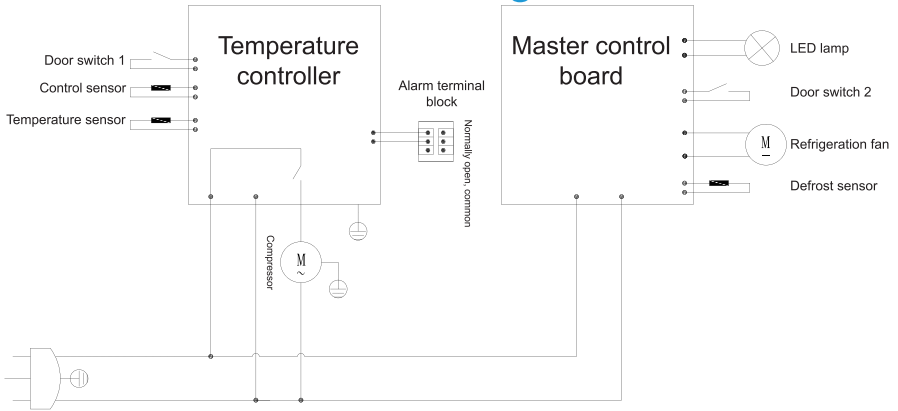 Temperature
controller
Master control
board
Door switch 1
Control sensor
Temperature sensor
Alarm terminal
block
Normally open, common
LED lamp
Door switch 2
M
Refrigeration fan
Defrost sensor
Compressor
M
~